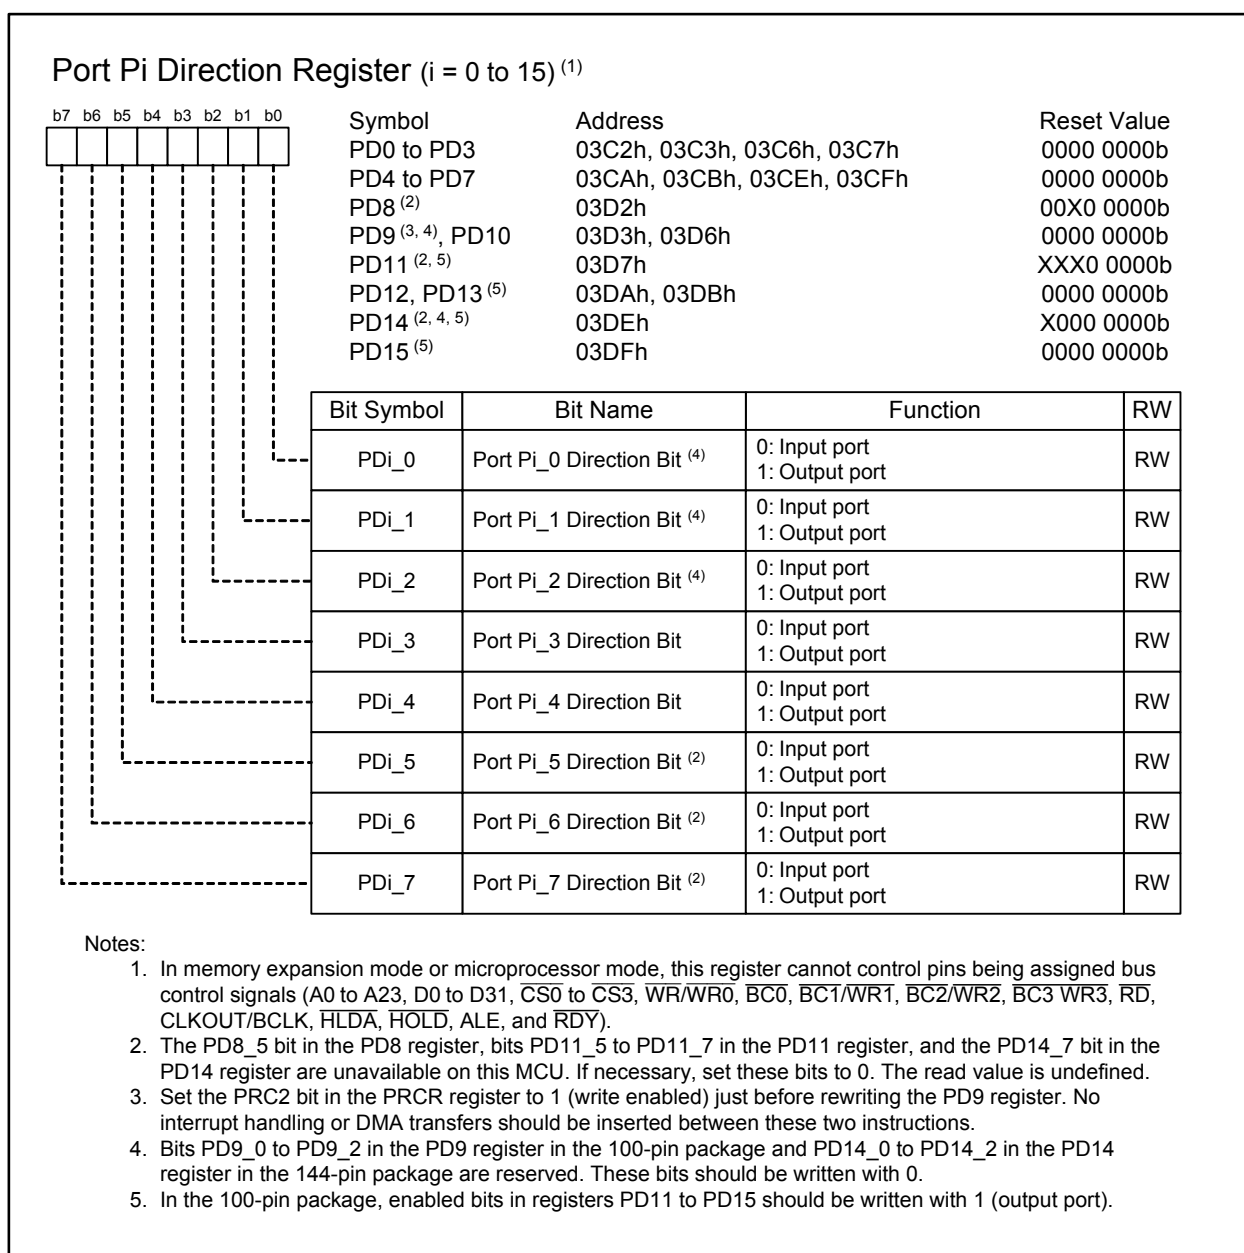 Port Pi Direction Register (i = 0 to 15) (1)
b7 b6 b5 b4 b3 b2 b1 b0
Symbol Address Reset Value
PD0 to PD3 03C2h, 03C3h, 03C6h, 03C7h 0000 0000b
PD4 to PD7 03CAh, 03CBh, 03CEh, 03CFh 0000 0000b
PD8 (2) 03D2h 00X0 0000b
PD9 (3, 4), PD10 03D3h, 03D6h 0000 0000b
PD11 (2, 5) 03D7h XXX0 0000b
PD12, PD13 (5) 03DAh, 03DBh 0000 0000b
PD14 (2, 4, 5) 03DEh X000 0000b
PD15 (5) 03DFh 0000 0000b
Bit Symbol Bit Name Function RW
PDi_0 Port Pi_0 Direction Bit (4) 0: Input port
1: Output port RW
PDi_1 Port Pi_1 Direction Bit (4) 0: Input port
1: Output port RW
PDi_2 Port Pi_2 Direction Bit (4) 0: Input port
1: Output port RW
PDi_3 Port Pi_3 Direction Bit 0: Input port
1: Output port RW
PDi_4 Port Pi_4 Direction Bit 0: Input port
1: Output port RW
PDi_5 Port Pi_5 Direction Bit (2) 0: Input port
1: Output port RW
PDi_6 Port Pi_6 Direction Bit (2) 0: Input port
1: Output port RW
PDi_7 Port Pi_7 Direction Bit (2) 0: Input port
1: Output port RW
Notes:
1. In memory expansion mode or microprocessor mode, this register cannot control pins being assigned bus
control signals (A0 to A23, D0 to D31, CS0 to CS3, WR/WR0, BC0, BC1/WR1, BC2/WR2, BC3 WR3, RD,
CLKOUT/BCLK, HLDA, HOLD, ALE, and RDY).
2. The PD8_5 bit in the PD8 register, bits PD11_5 to PD11_7 in the PD11 register, and the PD14_7 bit in the
PD14 register are unavailable on this MCU. If necessary, set these bits to 0. The read value is undefined.
3. Set the PRC2 bit in the PRCR register to 1 (write enabled) just before rewriting the PD9 register. No
interrupt handling or DMA transfers should be inserted between these two instructions.
4. Bits PD9_0 to PD9_2 in the PD9 register in the 100-pin package and PD14_0 to PD14_2 in the PD14
register in the 144-pin package are reserved. These bits should be written with 0.
5. In the 100-pin package, enabled bits in registers PD11 to PD15 should be written with 1 (output port).